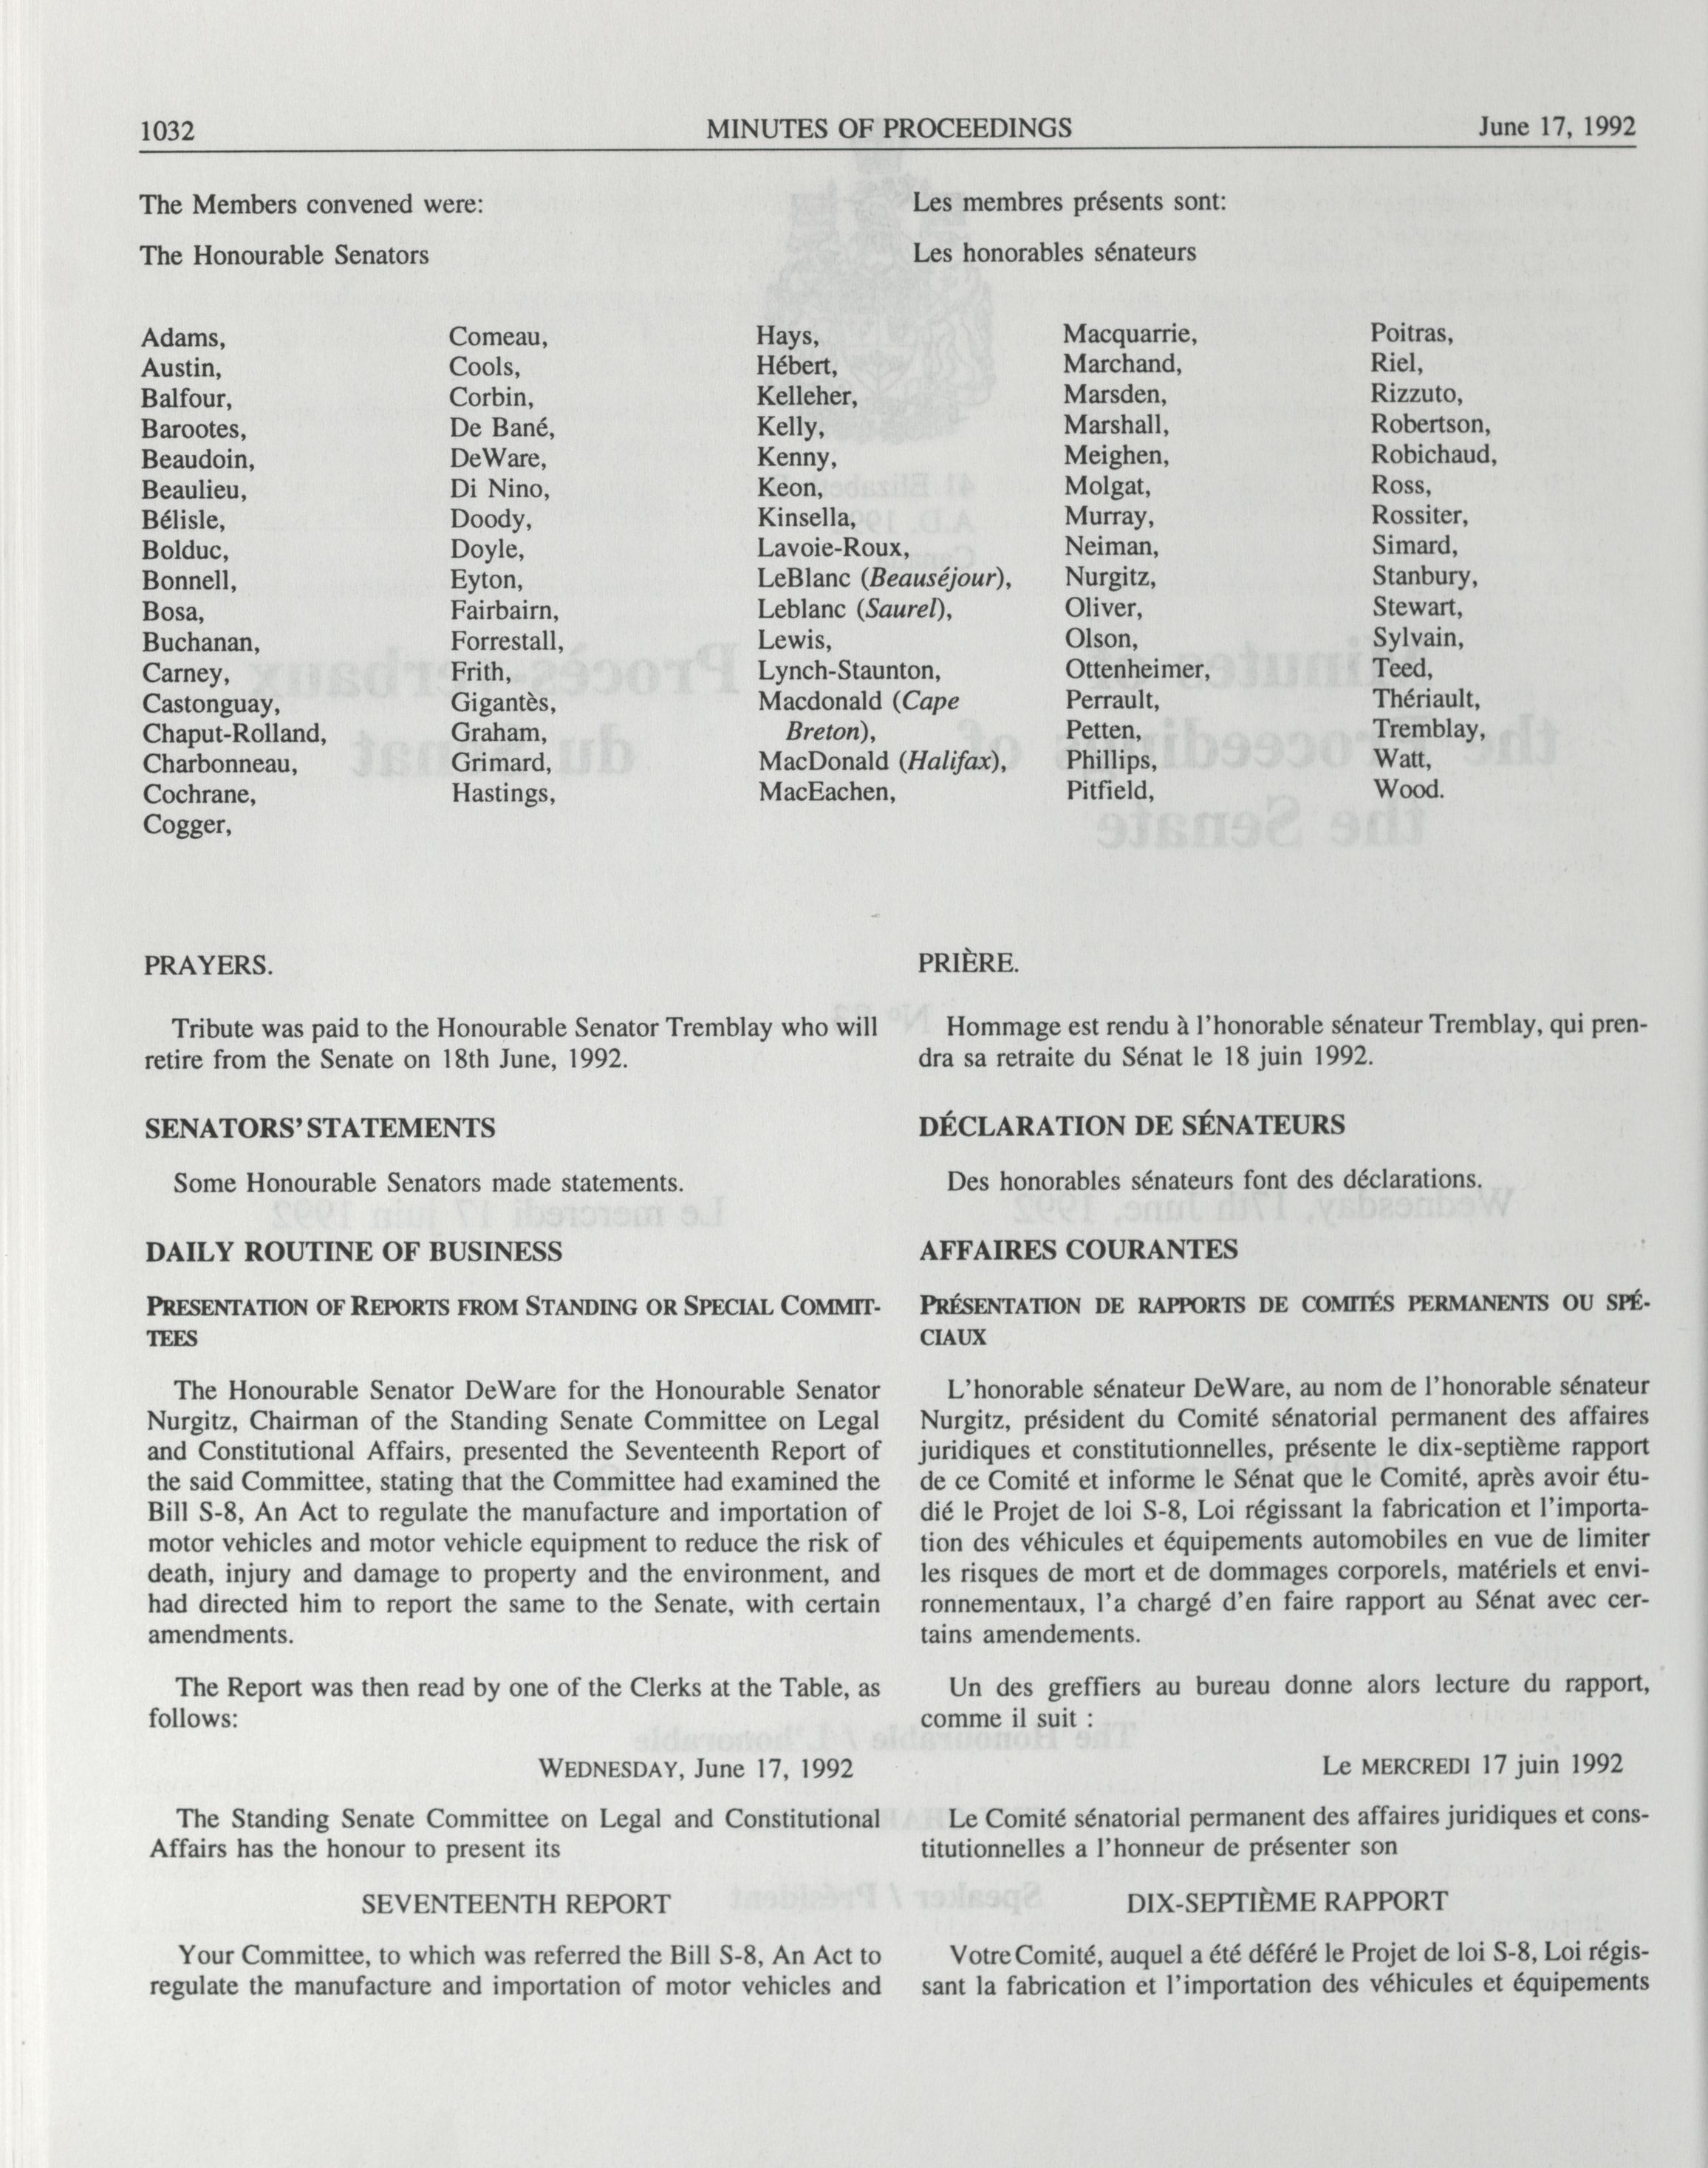 1032
MINUTES OF PROCEEDINGS
June 17, 1992
The Members convened were:
The Honourable Senators
Les membres présents sont:
Les honorables sénateurs
Adams,
Austin,
Balfour,
Barootes,
Beaudoin,
Beaulieu,
Bélisle,
Bolduc,
Bonnell,
Bosa,
Buchanan,
Carney,
Castonguay,
Chaput-Rolland,
Charbonneau,
Cochrane,
Cogger,
Comeau,
Cools,
Corbin,
De Bané,
DeWare,
Di Nino,
Doody,
Doyle,
Eyton,
Fairbairn,
Forrestall,
Frith,
Gigantès,
Graham,
Grimard,
Hastings,
Hays,
Hébert,
Kelleher,
Kelly,
Kenny,
Keon,
Kinsella,
Lavoie-Roux,
LeBlanc (Beauséjour),
Leblanc (Saurel),
Lewis,
Lynch-Staunton,
Macdonald (Cape
Breton),
MacDonald (Halifax),
MacEachen,
Macquarrie,
Marchand,
Marsden,
Marshall,
Meighen,
Molgat,
Murray,
Neiman,
Nurgitz,
Oliver,
Olson,
Ottenheimer,
Perrault,
Petten,
Phillips,
Pitfield,
Poitras,
Riel,
Rizzuto,
Robertson,
Robichaud,
Ross,
Rossiter,
Simard,
Stanbury,
Stewart,
Sylvain,
Teed,
Thériault,
Tremblay,
Watt,
Wood.
PRAYERS.
Tribute was paid to the Honourable Senator Tremblay who will
retire from the Senate on 18th June, 1992.
SENATORS' STATEMENTS
Some Honourable Senators made statements.
DAILY ROUTINE OF BUSINESS
PRESENTATION OF REPORTS FROM STANDING OR SPECIAL COMMIT-
TEES
The Honourable Senator DeWare for the Honourable Senator
Nurgitz, Chairman of the Standing Senate Committee on Legal
and Constitutional Affairs, presented the Seventeenth Report of
the said Committee, stating that the Committee had examined the
Bill S-8, An Act to regulate the manufacture and importation of
motor vehicles and motor vehicle equipment to reduce the risk of
death, injury and damage to property and the environment, and
had directed him to report the same to the Senate, with certain
amendments.
The Report was then read by one of the Clerks at the Table, as
follows:
WEDNESDAY, June 17, 1992
The Standing Senate Committee on Legal and Constitutional
Affairs has the honour to present its
SEVENTEENTH REPORT
Your Committee, to which was referred the Bill S-8, An Act to
regulate the manufacture and importation of motor vehicles and
PRIÈRE.
Hommage est rendu à l'honorable sénateur Tremblay, qui pren-
dra sa retraite du Sénat le 18 juin 1992.
DÉCLARATION DE SÉNATEURS
Des honorables sénateurs font des déclarations.
AFFAIRES COURANTES
PRÉSENTATION DE RAPPORTS DE COMITÉS PERMANENTS OU SPÉ-
CIAUX
L'honorable sénateur DeWare, au nom de l'honorable sénateur
Nurgitz, président du Comité sénatorial permanent des affaires
juridiques et constitutionnelles, présente le dix-septième rapport
de ce Comité et informe le Sénat que le Comité, après avoir étu-
dié le Projet de loi S-8, Loi régissant la fabrication et l'importa-
tion des véhicules et équipements automobiles en vue de limiter
les risques de mort et de dommages corporels, matériels et envi-
ronnementaux, l'a chargé d'en faire rapport au Sénat avec cer-
tains amendements.
Un des greffiers au bureau donne alors lecture du rapport,
comme il suit :
Le MERCREDI 17 juin 1992
Le Comité sénatorial permanent des affaires juridiques et cons-
titutionnelles a l'honneur de présenter son
DIX-SEPTIÈME RAPPORT
Votre Comité, auquel a été déféré le Projet de loi S-8, Loi régis-
sant la fabrication et l'importation des véhicules et équipements